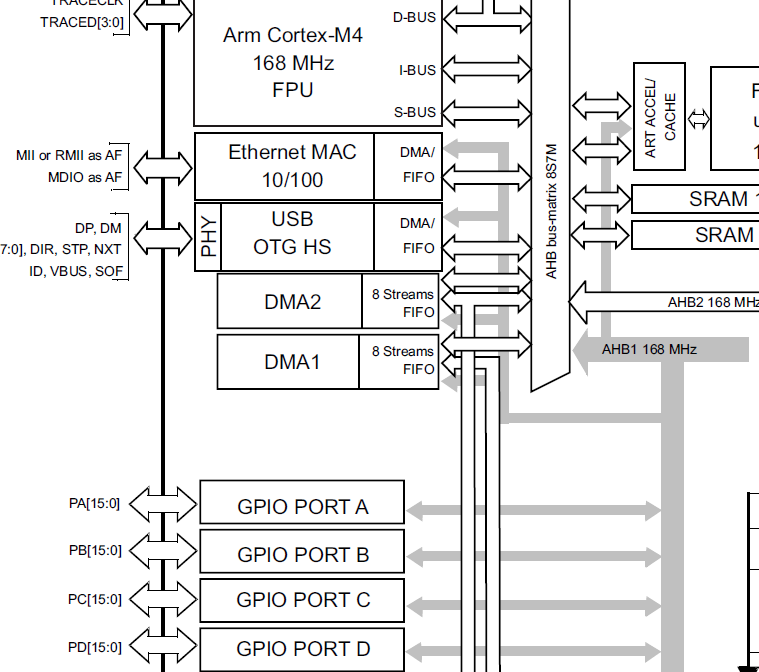 TRACECLK
TRACED[3:0]
Arm Cortex-M4
168 MHz
FPU
D-BUS
I-BUS
S-BUS
MII or RMII as AF
MDIO as AF
Ethernet MAC
10/100
DMA/
FIFO
DP, DM
7:0], DIR, STP, NXT
ID, VBUS, SOF
PHY
USB
OTG HS
DMA/
FIFO
DMA2
8 Streams
FIFO
DMA1
8 Streams
FIFO
AHB bus-matrix 8S7M
ART ACCEL/
CACHE
SRAM 1
SRAM
AHB2 168 MHz
AHB1 168 MHz
PA[15:0]
GPIO PORT A
PB[15:0]
GPIO PORT B
PC[15:0]
GPIO PORT C
PD[15:0]
GPIO PORT D